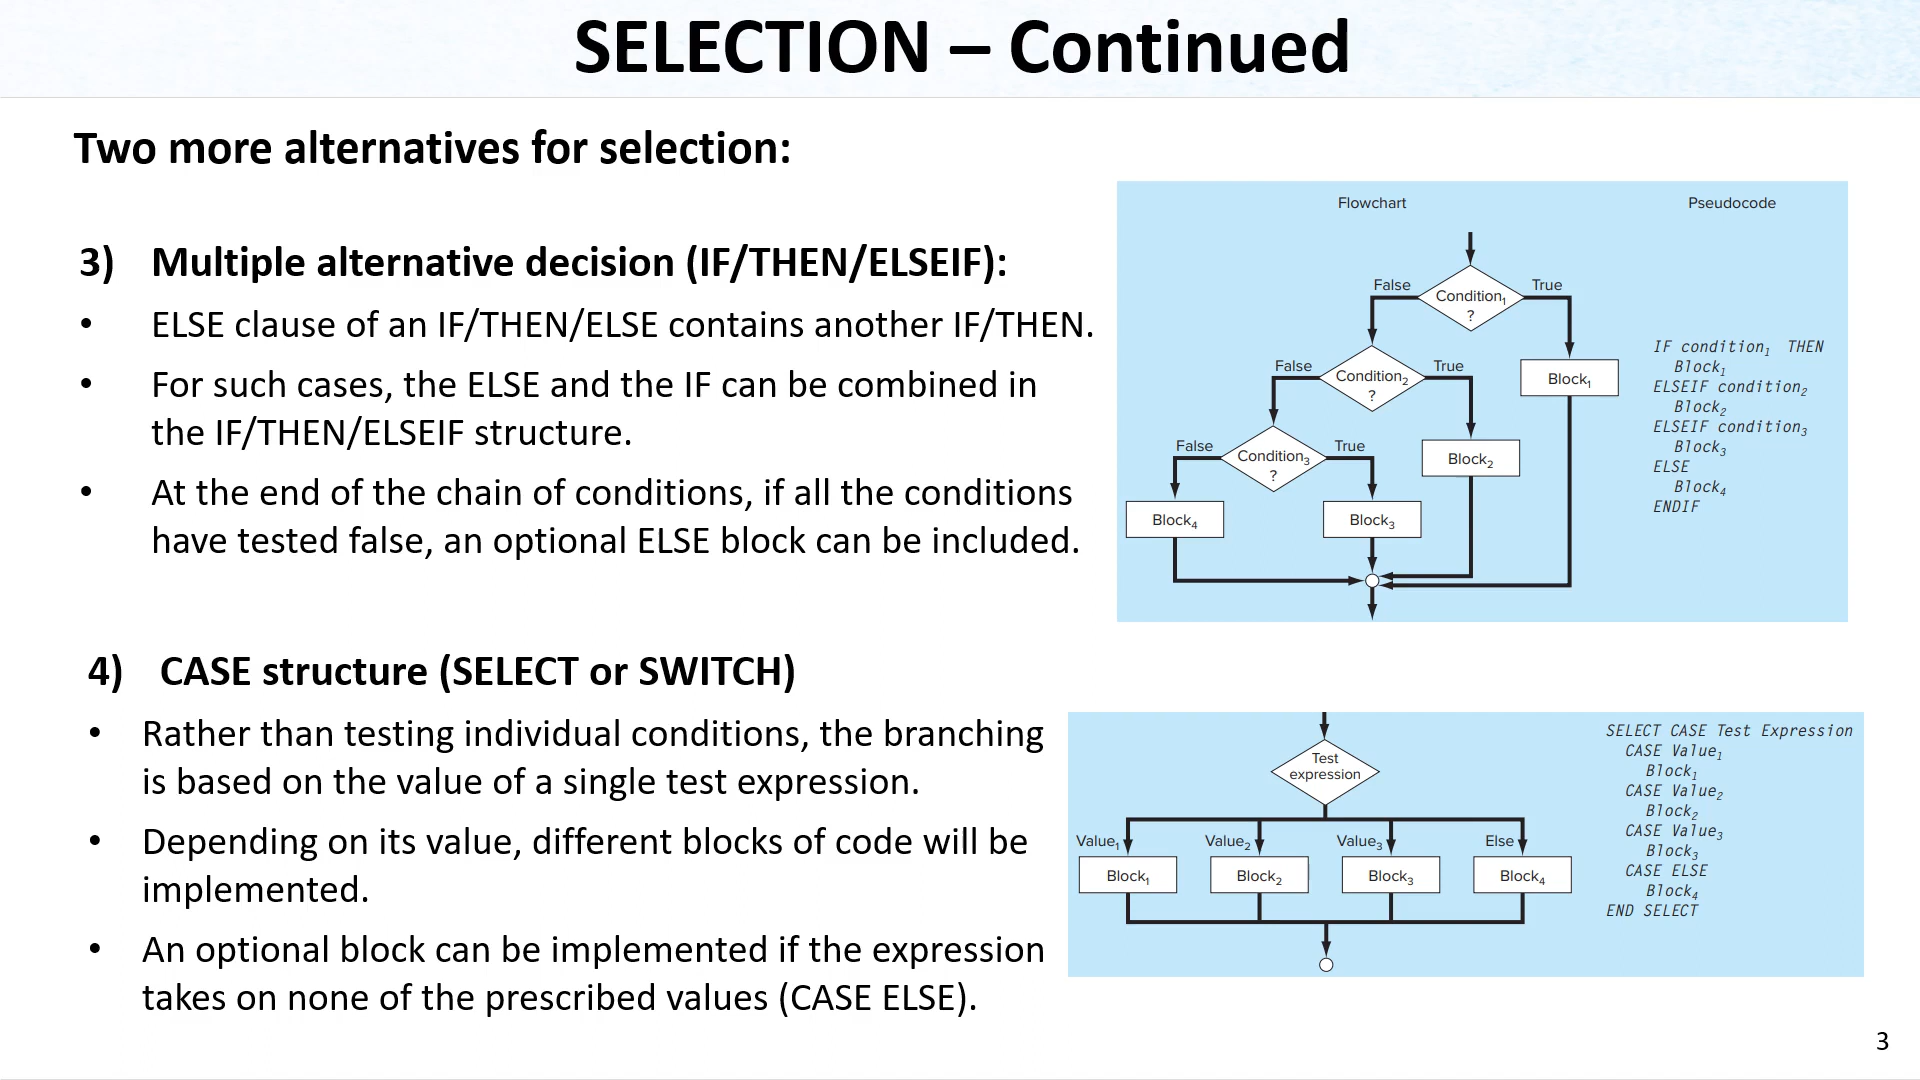 SELECTION – Continued
Two more alternatives for selection:
3) Multiple alternative decision (IF/THEN/ELSEIF):
• ELSE clause of an IF/THEN/ELSE contains another IF/THEN.
• For such cases, the ELSE and the IF can be combined in
the IF/THEN/ELSEIF structure.
• At the end of the chain of conditions, if all the conditions
have tested false, an optional ELSE block can be included.
Flowchart
Pseudocode
False
Condition₁
?
True
False
Condition₂
?
True
Block₁
False
Condition₃
?
True
Block₂
Block₄
Block₃
IF condition₁ THEN
Block₁
ELSEIF condition₂
Block₂
ELSEIF condition₃
Block₃
ELSE
Block₄
ENDIF
4) CASE structure (SELECT or SWITCH)
• Rather than testing individual conditions, the branching
is based on the value of a single test expression.
• Depending on its value, different blocks of code will be
implemented.
• An optional block can be implemented if the expression
takes on none of the prescribed values (CASE ELSE).
Test
expression
Value₁
Value₂
Value₃
Else
Block₁
Block₂
Block₃
Block₄
SELECT CASE Test Expression
CASE Value₁
Block₁
CASE Value₂
Block₂
CASE Value₃
Block₃
CASE ELSE
Block₄
END SELECT
3